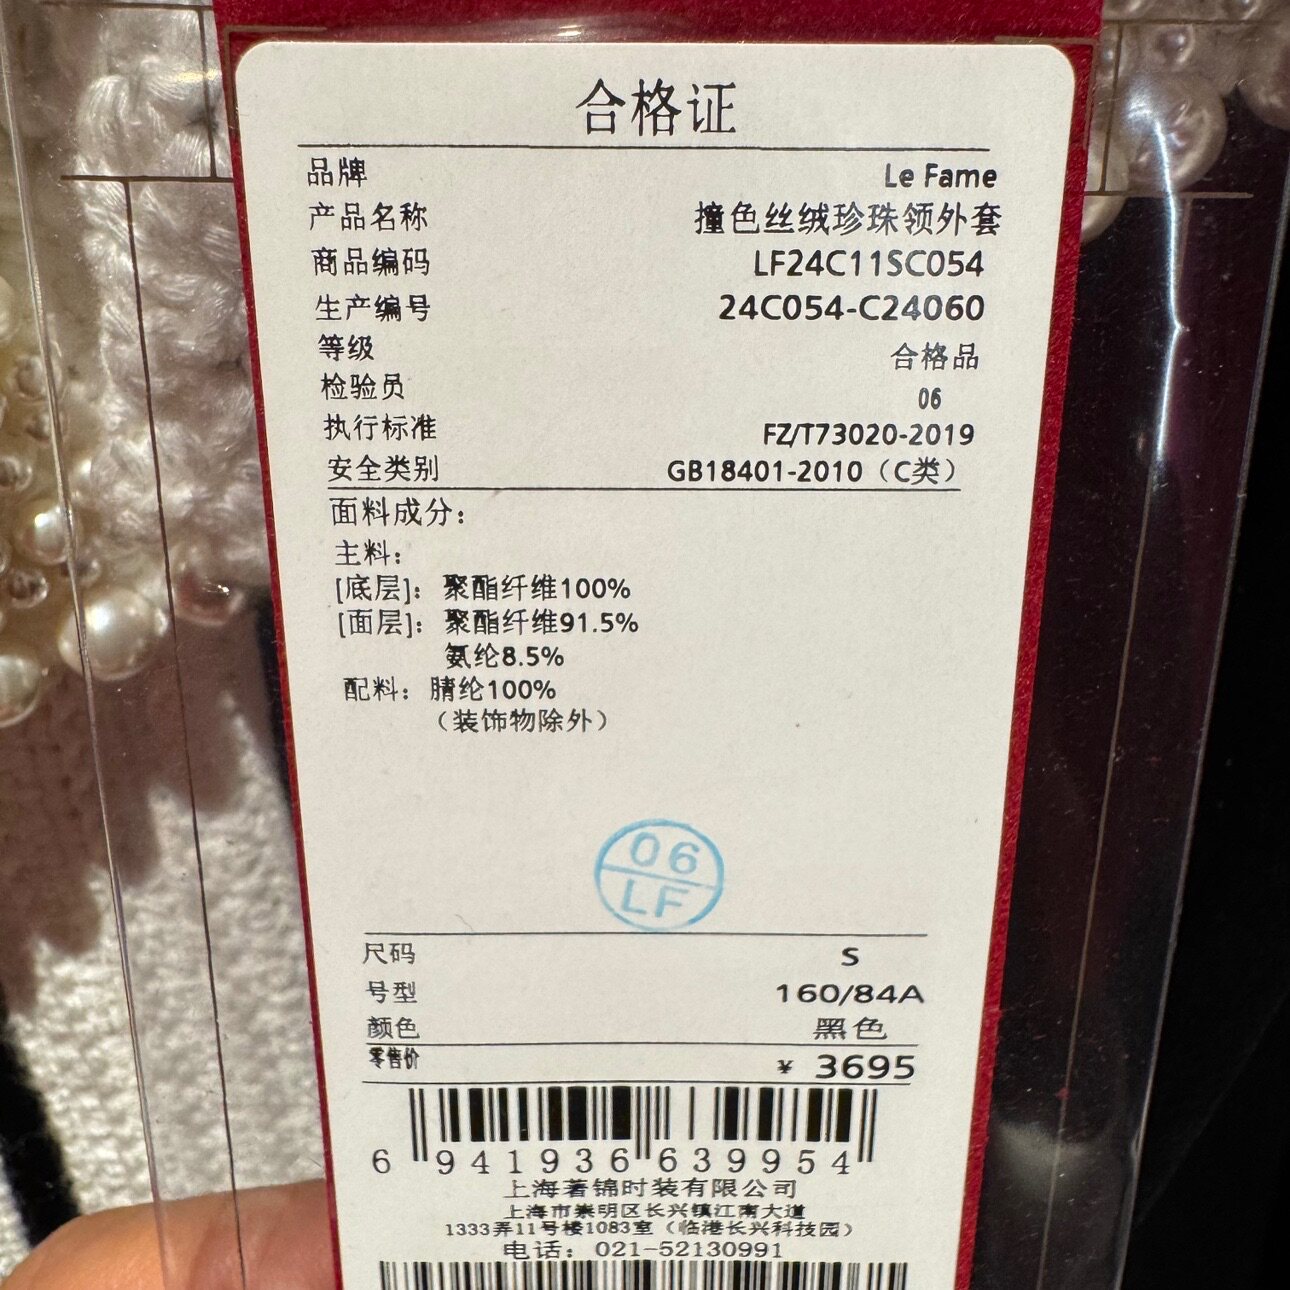 合格证
品牌 Le Fame
产品名称 撞色丝绒珍珠领外套
商品编码 LF24C11SC054
生产编号 24C054-C24060
等级 合格品
检验员 06
执行标准 FZ/T73020-2019
安全类别 GB18401-2010（C类）
面料成分：
主料：
[底层]：聚酯纤维100%
[面层]：聚酯纤维91.5%
氨纶8.5%
配料：腈纶100%
（装饰物除外）
06
LF
尺码 S
号型 160/84A
颜色 黑色
零售价 ¥ 3695
6 941936 639954
上海著锦时装有限公司
上海市崇明区长兴镇江南大道
1333弄11号楼1083室（临港长兴科技园）
电话：021-52130991